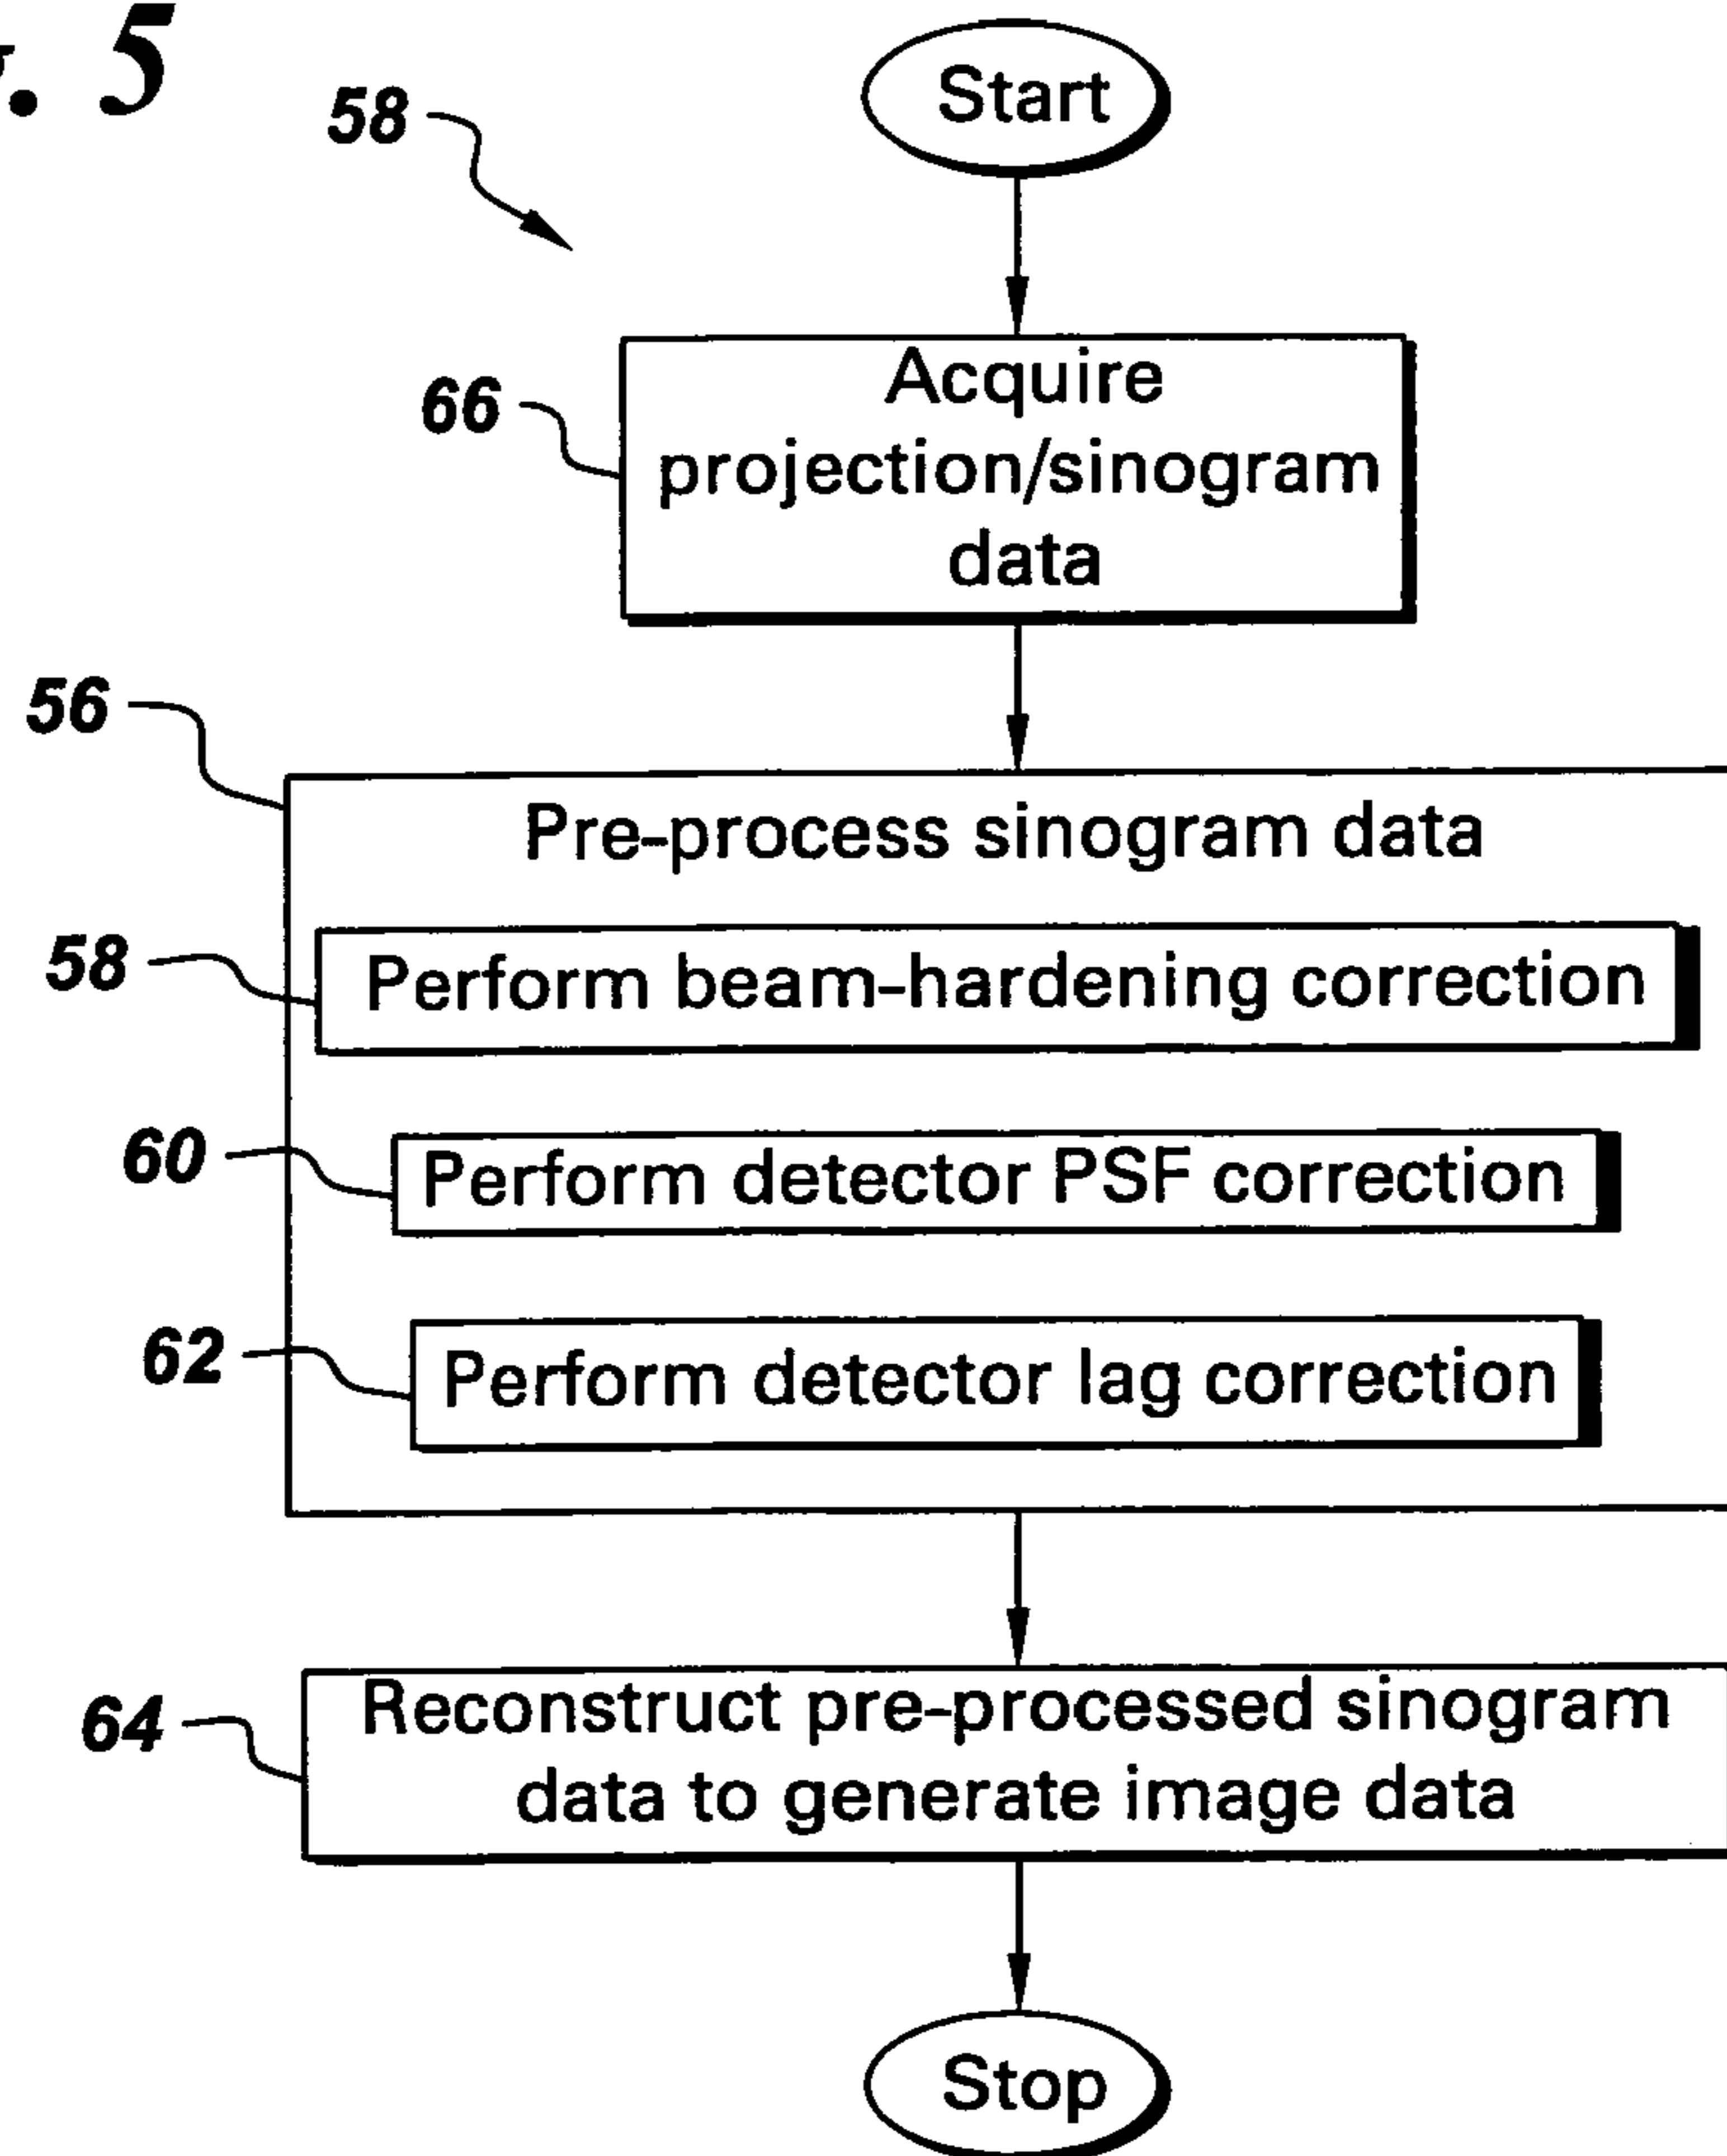 . 5
58
Start
66
Acquire
projection/sinogram
data
56
Pre-process sinogram data
58
Perform beam-hardening correction
60
Perform detector PSF correction
62
Perform detector lag correction
64
Reconstruct pre-processed sinogram
data to generate image data
Stop